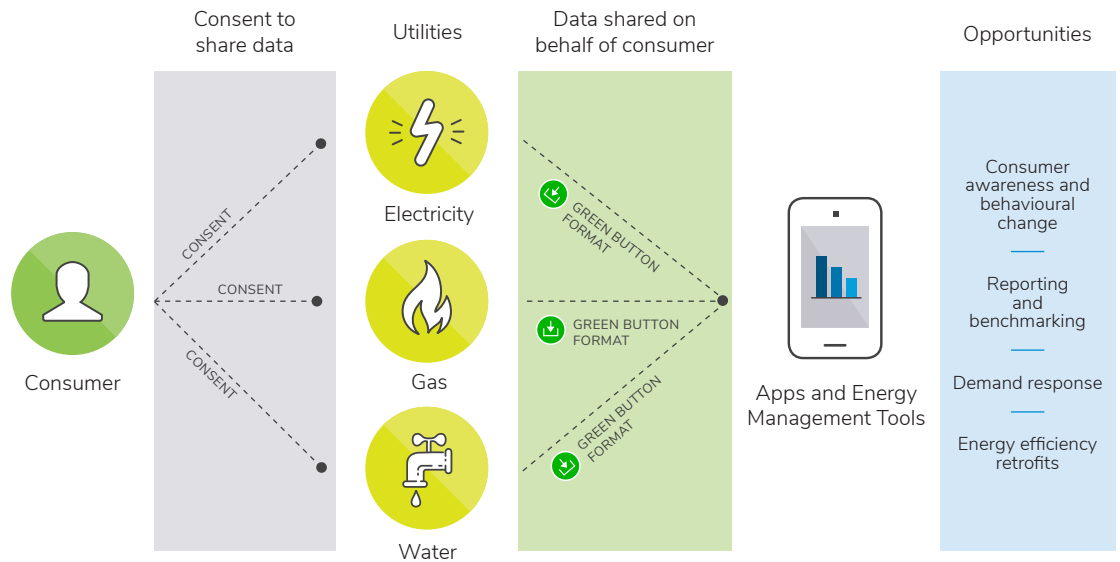 Consent to
share data
Utilities
Data shared on
behalf of consumer
Opportunities
CONSENT
CONSENT
CONSENT
Consumer
Electricity
Gas
Water
GREEN BUTTON
FORMAT
GREEN BUTTON
FORMAT
GREEN BUTTON
FORMAT
Apps and Energy
Management Tools
Consumer
awareness and
behavioural
change
Reporting
and
benchmarking
Demand response
Energy efficiency
retrofits